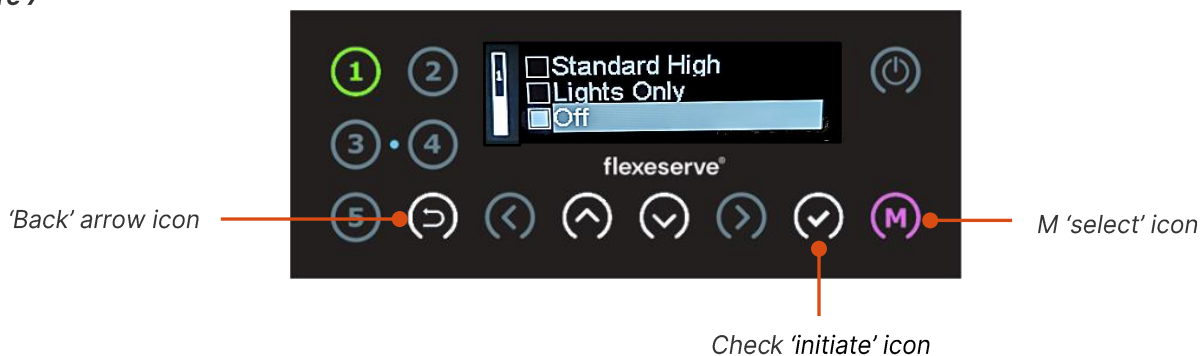 1 2
1
Standard High
Lights Only
Off
3 4
flexeserve®
5
M
'Back' arrow icon
M 'select' icon
Check 'initiate' icon